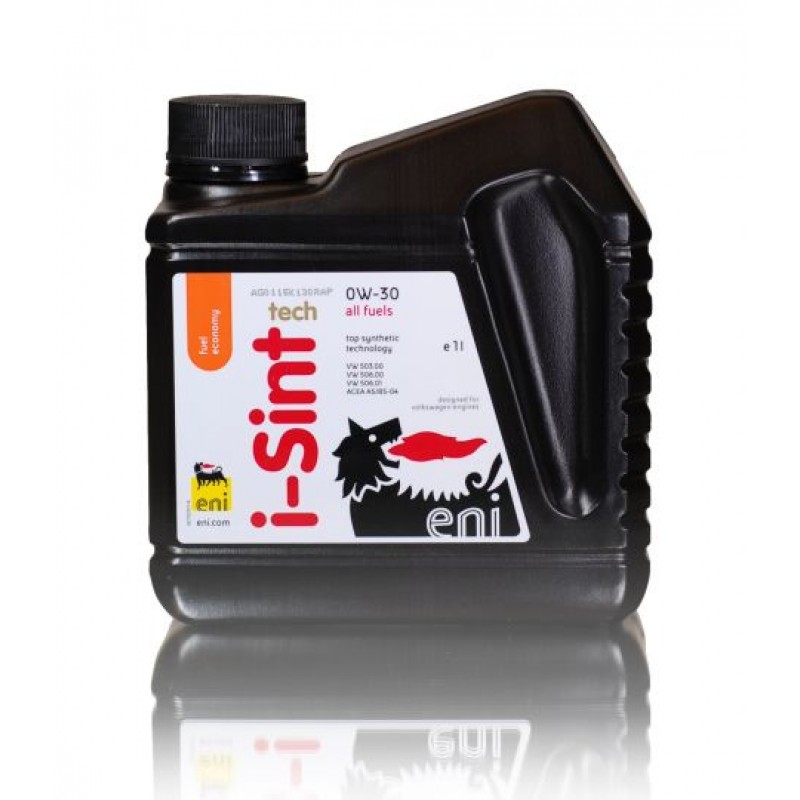 fuel
economy
AG0115K130RAP
tech
i-Sint
0W-30
all fuels
top synthetic
technology
e 1 l
VW 503.00
VW 506.00
VW 506.01
ACEA A5/B5-04
designed for
volkswagen engines
eni
eni.com
eni